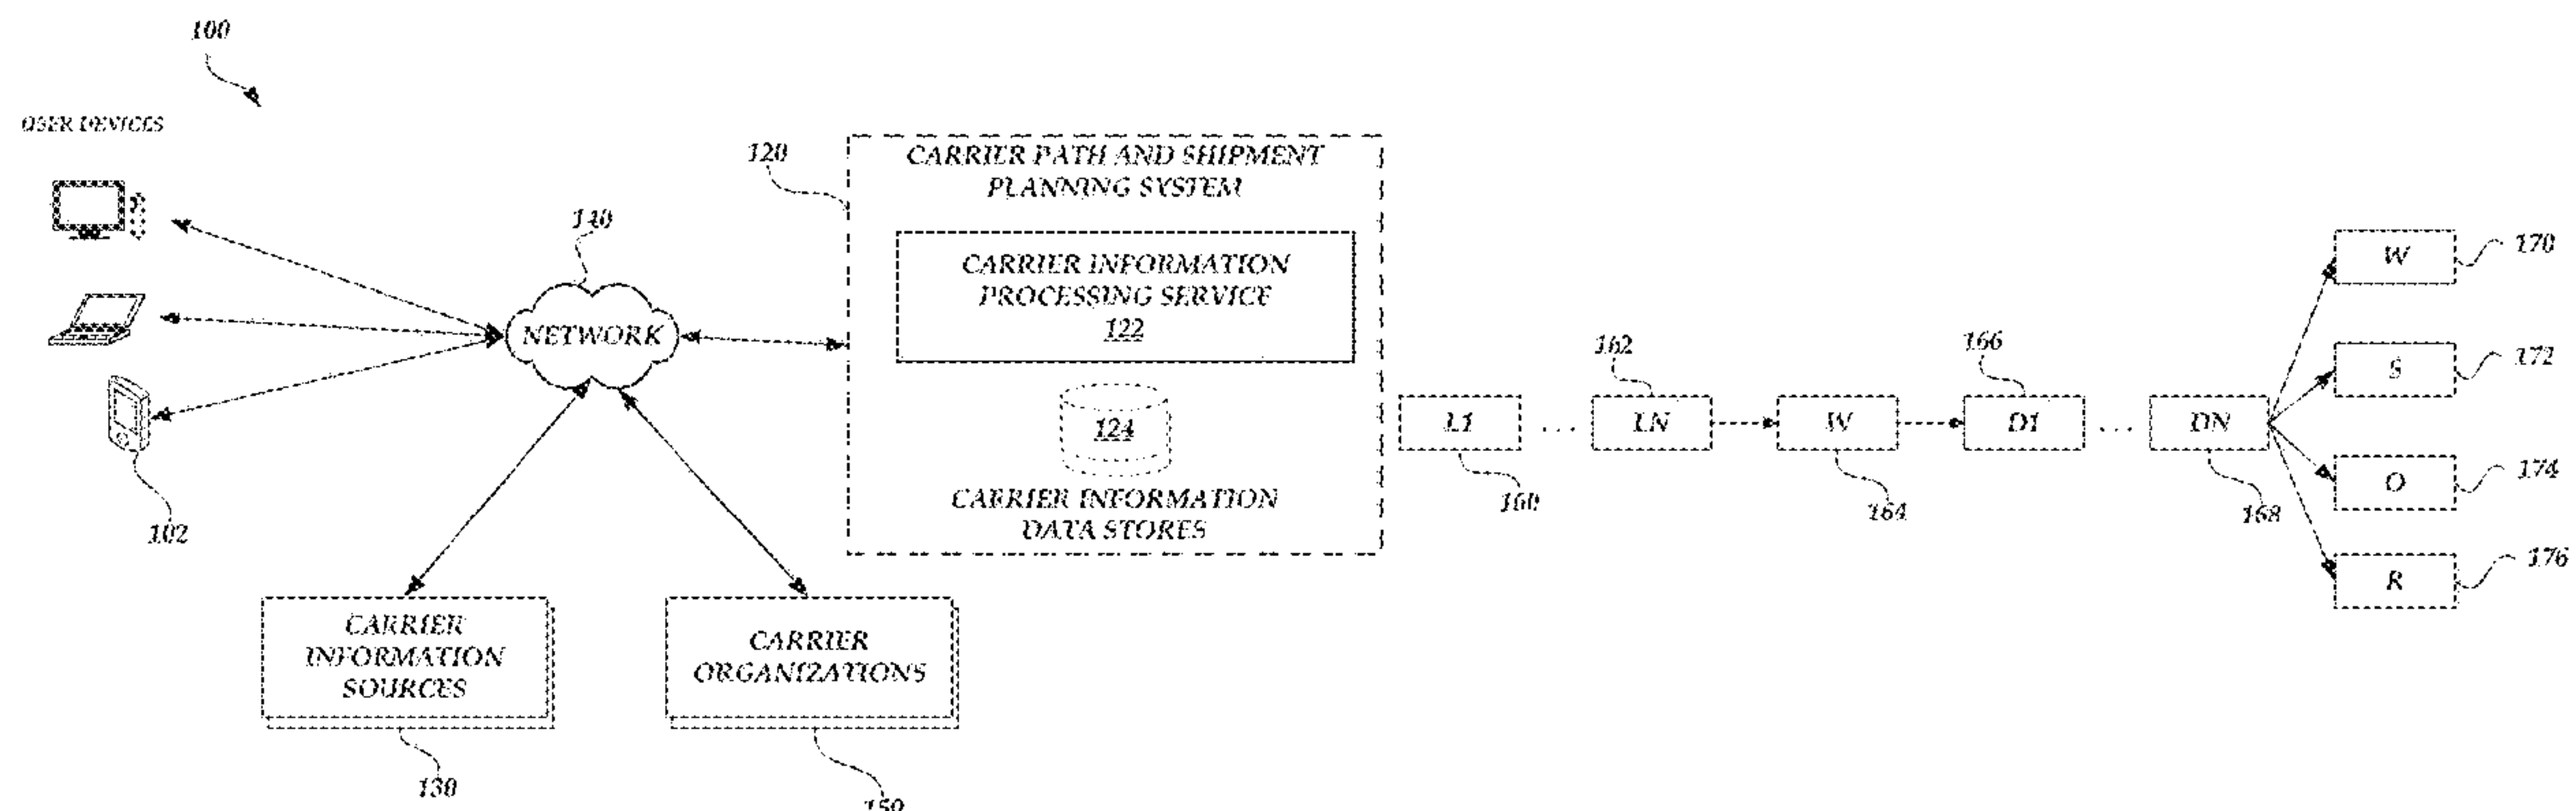 100
USER DEVICES
120
CARRIER PATH AND SHIPMENT
PLANNING SYSTEM
140
170
W
CARRIER INFORMATION
PROCESSING SERVICE
122
NETWORK
162
166
172
S
L1
...
LN
W
D1
...
DN
124
174
O
160
164
168
CARRIER INFORMATION
DATA STORES
102
176
R
CARRIER
INFORMATION
SOURCES
CARRIER
ORGANIZATIONS
130
150